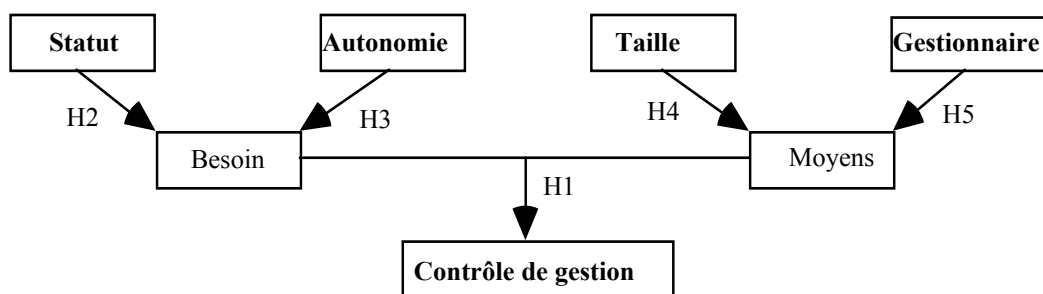 Statut
Autonomie
Taille
Gestionnaire
H2
H3
H4
H5
Besoin
Moyens
H1
Contrôle de gestion